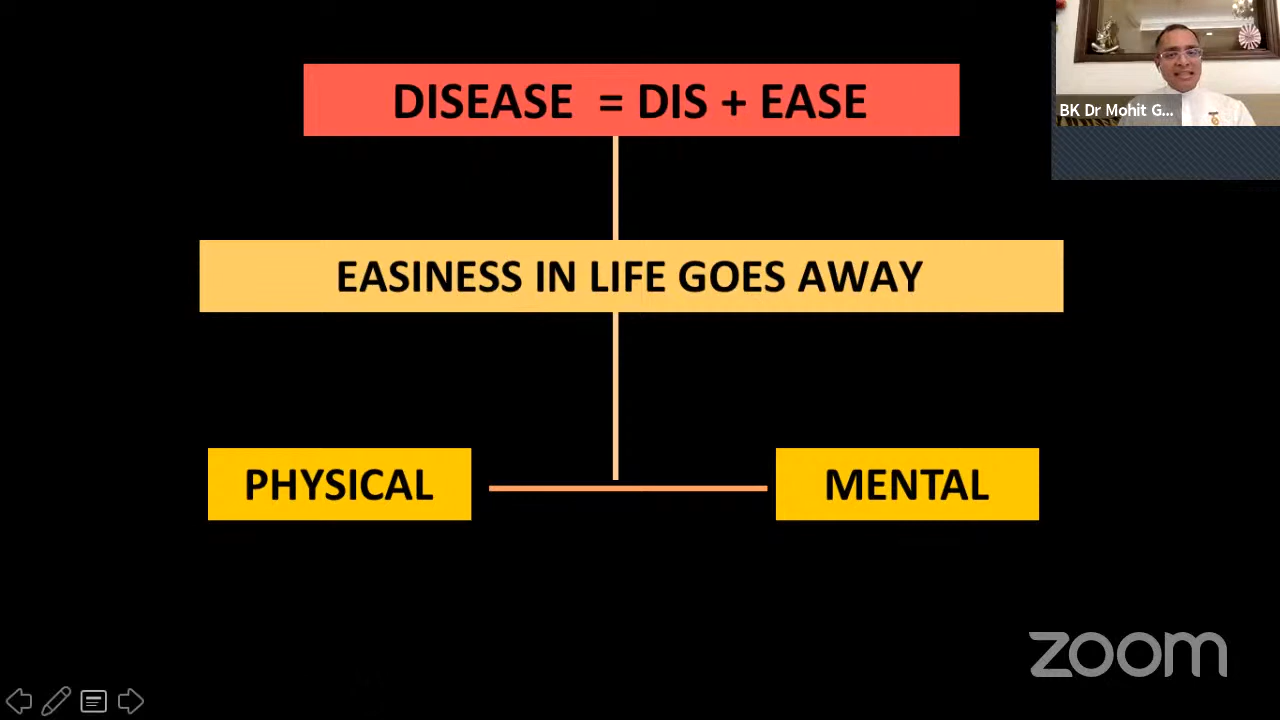 DISEASE = DIS + EASE
BK Dr Mohit G...
EASINESS IN LIFE GOES AWAY
PHYSICAL
MENTAL
zoom